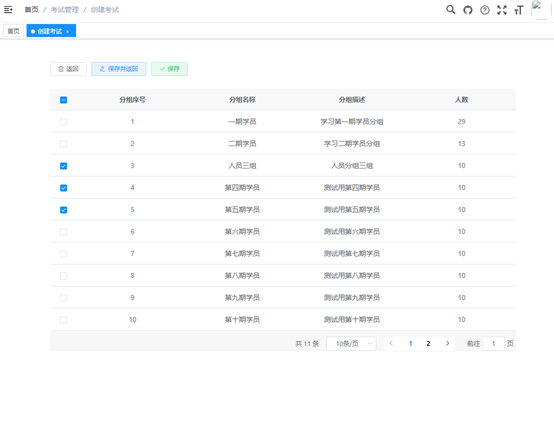 首页 / 考试管理 / 创建考试
首页 创建考试 ×
返回 保存并返回 保存
分组序号 分组名称 分组描述 人数
1 一期学员 学习第一期学员分组 29
2 二期学员 学习二期学员分组 13
3 人员三组 人员分组三组 10
4 第四期学员 测试用第四期学员 10
5 第五期学员 测试用第五期学员 10
6 第六期学员 测试用第六期学员 10
7 第七期学员 测试用第七期学员 10
8 第八期学员 测试用第八期学员 10
9 第九期学员 测试用第九期学员 10
10 第十期学员 测试用第十期学员 10
共 11 条 10条/页 < 1 2 > 前往 1 页